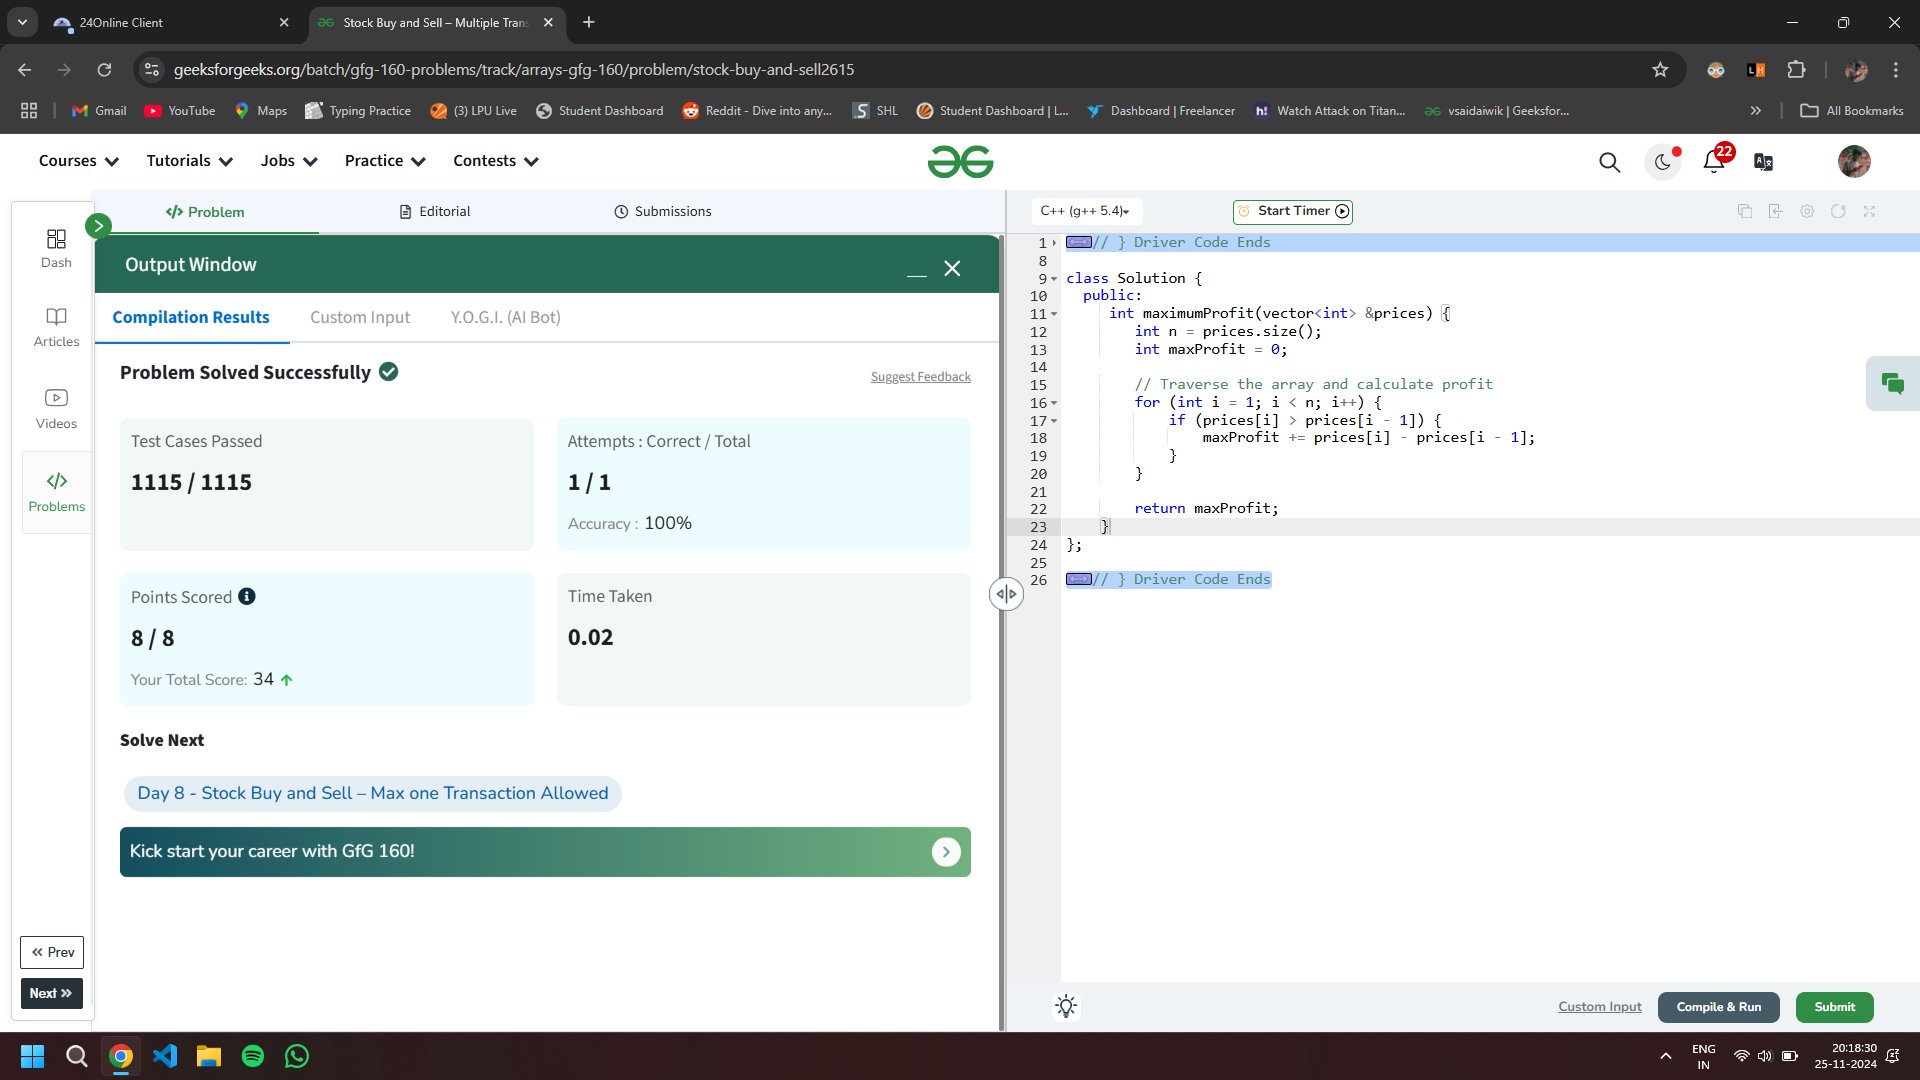 24Online Client
Stock Buy and Sell – Multiple Tran
geeksforgeeks.org/batch/gfg-160-problems/track/arrays-gfg-160/problem/stock-buy-and-sell2615
Gmail
YouTube
Maps
Typing Practice
(3) LPU Live
Student Dashboard
Reddit - Dive into any...
SHL
Student Dashboard | L...
Dashboard | Freelancer
Watch Attack on Titan...
vsaidaiwik | Geeksfor...
All Bookmarks
Courses
Tutorials
Jobs
Practice
Contests
22
Problem
Editorial
Submissions
C++ (g++ 5.4)
Start Timer
Dash
Articles
Videos
Problems
Prev
Next
Output Window
Compilation Results
Custom Input
Y.O.G.I. (AI Bot)
Problem Solved Successfully
Suggest Feedback
Test Cases Passed
1115 / 1115
Attempts : Correct / Total
1 / 1
Accuracy : 100%
Points Scored
8 / 8
Your Total Score: 34
Time Taken
0.02
Solve Next
Day 8 - Stock Buy and Sell – Max one Transaction Allowed
Kick start your career with GfG 160!
1 // } Driver Code Ends
8
9 class Solution {
10 public:
11 int maximumProfit(vector<int> &prices) {
12 int n = prices.size();
13 int maxProfit = 0;
14
15 // Traverse the array and calculate profit
16 for (int i = 1; i < n; i++) {
17 if (prices[i] > prices[i - 1]) {
18 maxProfit += prices[i] - prices[i - 1];
19 }
20 }
21
22 return maxProfit;
23 }
24 };
25
26 // } Driver Code Ends
Custom Input
Compile & Run
Submit
ENG
IN
20:18:30
25-11-2024